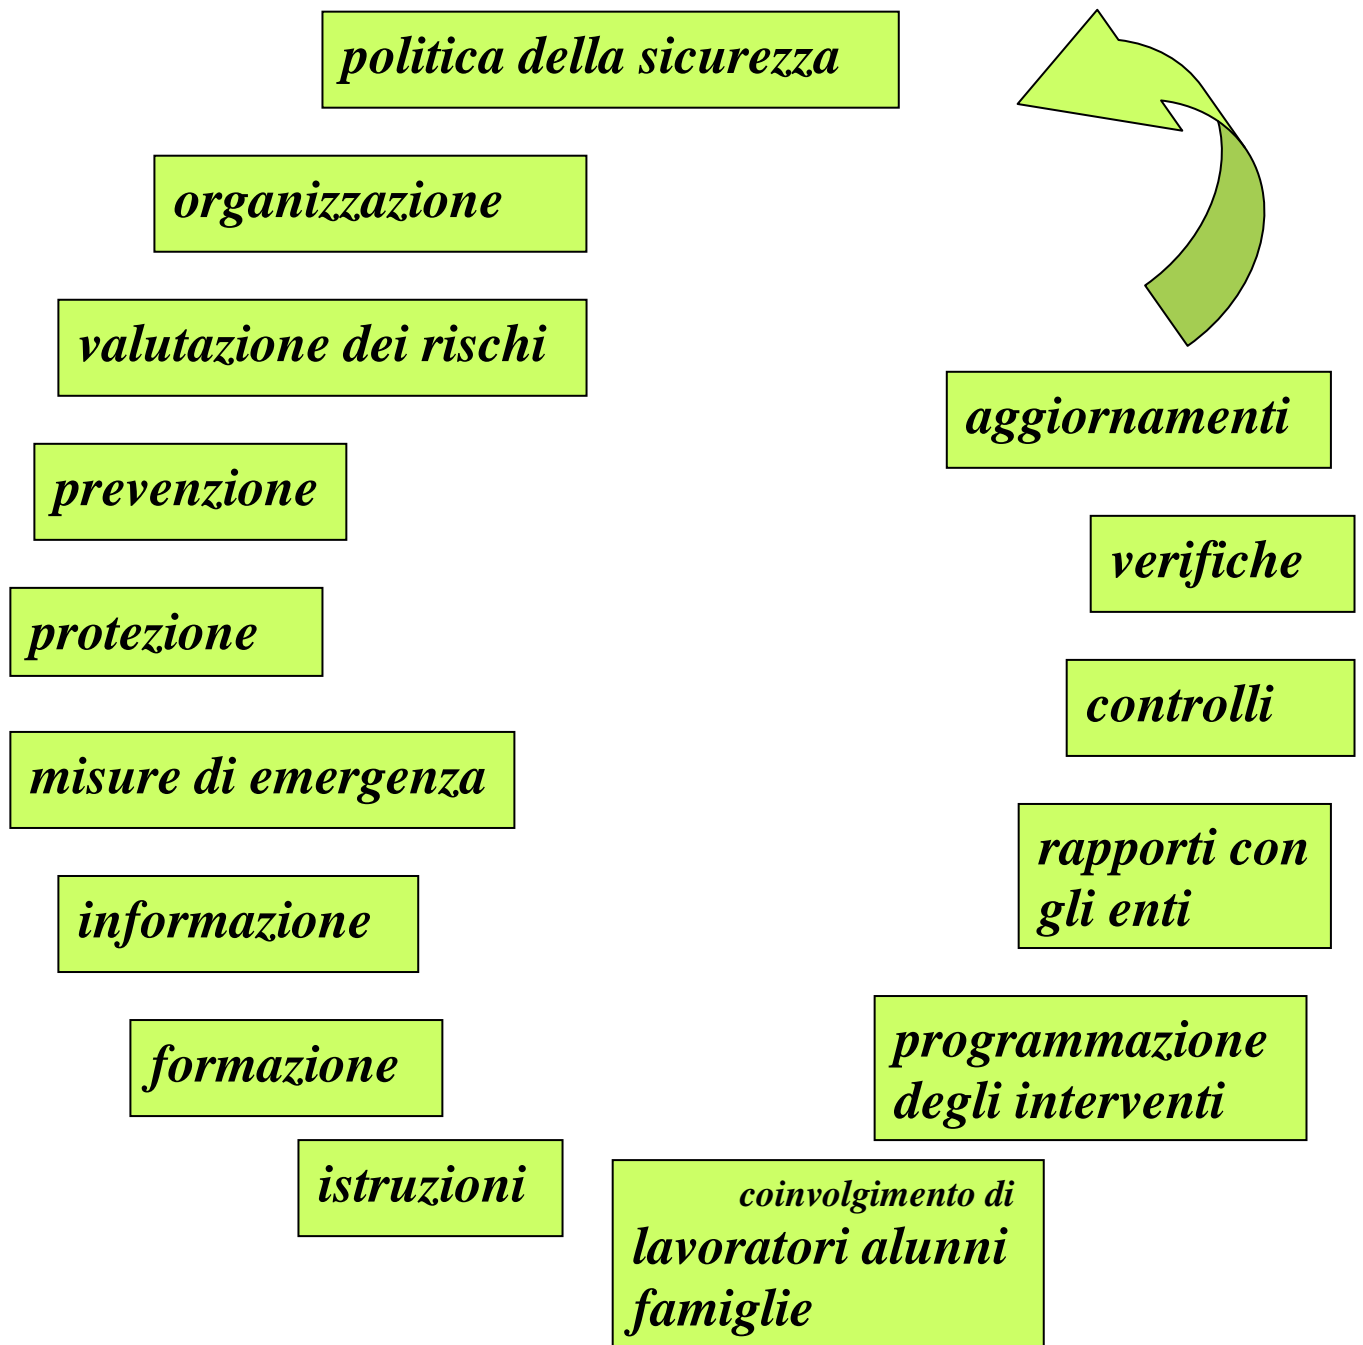 politica della sicurezza
organizzazione
valutazione dei rischi
prevenzione
protezione
misure di emergenza
informazione
formazione
istruzioni
coinvolgimento di
lavoratori alunni
famiglie
programmazione
degli interventi
rapporti con
gli enti
controlli
verifiche
aggiornamenti